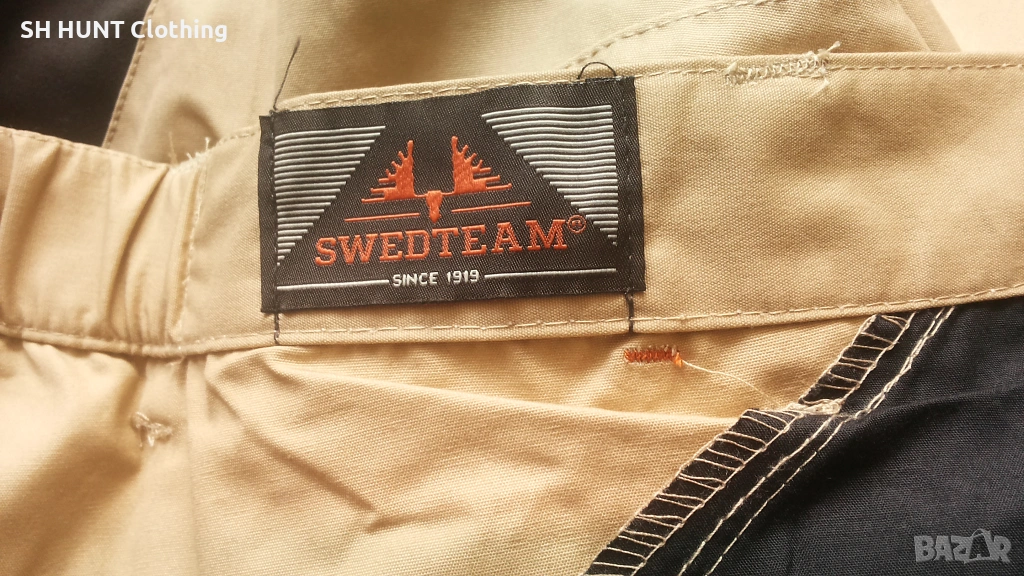 SH HUNT Clothing
SWEDTEAM®
SINCE 1919
BAZAR